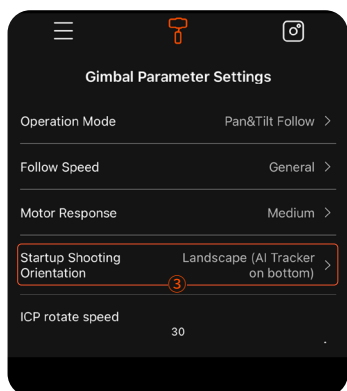 Gimbal Parameter Settings
Operation Mode Pan&Tilt Follow >
Follow Speed General >
Motor Response Medium >
Startup Shooting Landscape (AI Tracker
Orientation on bottom) >
③
ICP rotate speed
30